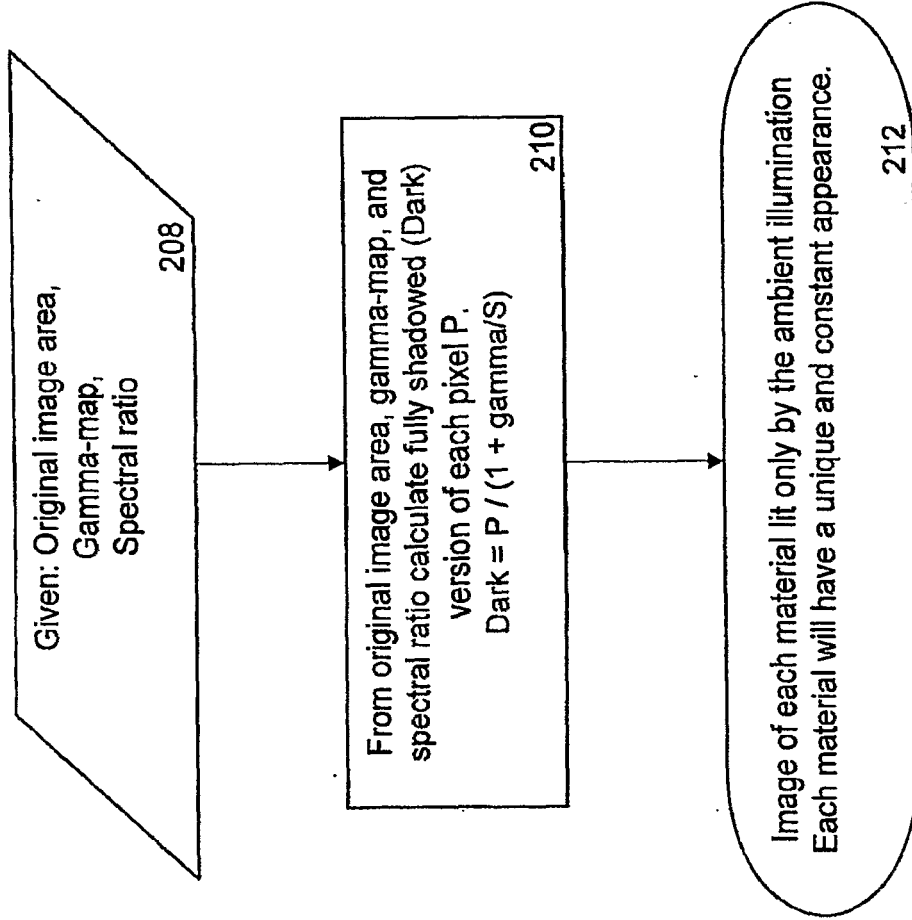 Given: Original image area,
Gamma-map,
Spectral ratio
208
From original image area, gamma-map, and
spectral ratio calculate fully shadowed (Dark)
version of each pixel P.
Dark = P / (1 + gamma/S)
210
Image of each material lit only by the ambient illumination
Each material will have a unique and constant appearance.
212